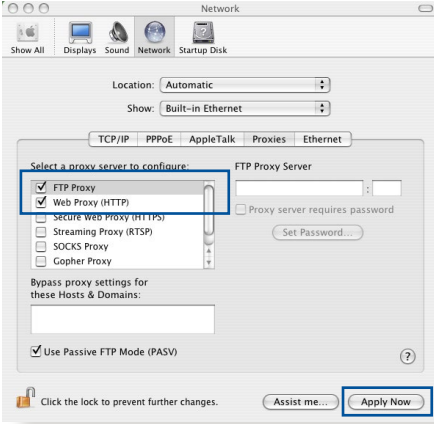 Network
Show All Displays Sound Network Startup Disk
Location: Automatic
Show: Built-in Ethernet
TCP/IP PPPoE AppleTalk Proxies Ethernet
Select a proxy server to configure: FTP Proxy Server
FTP Proxy :
Web Proxy (HTTP) Proxy server requires password
Secure Web Proxy (HTTPS)
Streaming Proxy (RTSP) Set Password...
SOCKS Proxy
Gopher Proxy
Bypass proxy settings for
these Hosts & Domains:
Use Passive FTP Mode (PASV) ?
Click the lock to prevent further changes. Assist me... Apply Now